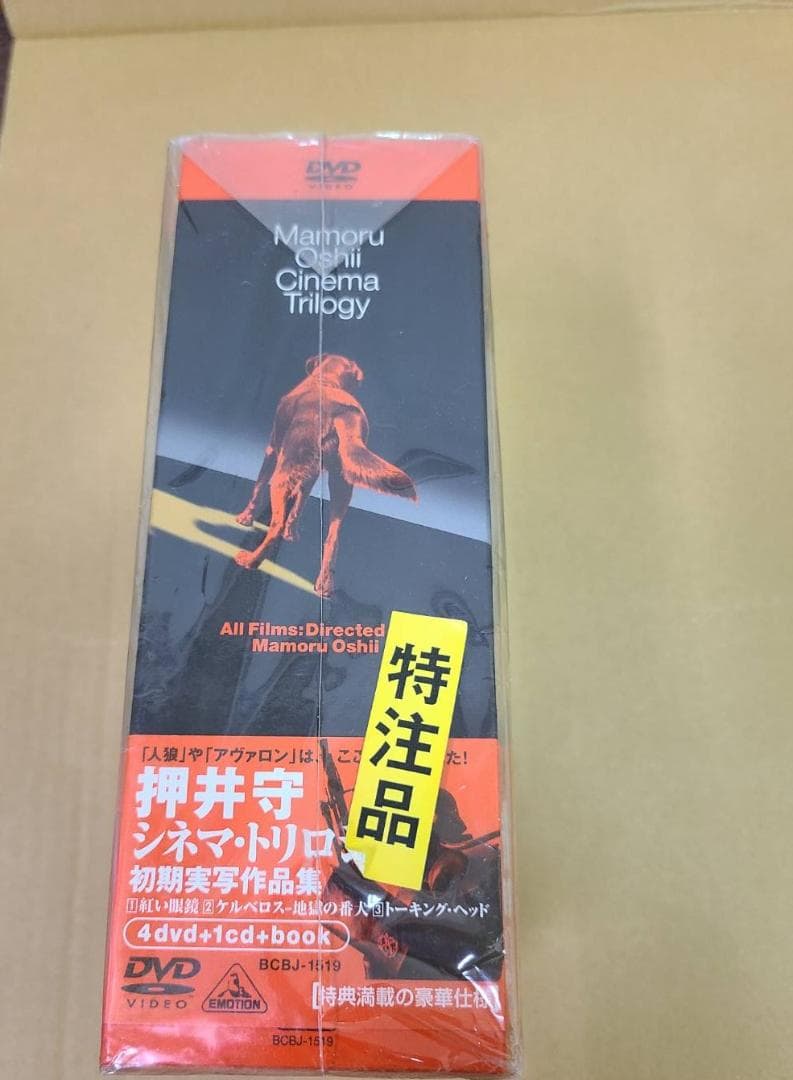 DVD
VIDEO
Mamoru
Oshii
Cinema
Trilogy
All Films:Directed
Mamoru Oshii
特注品
「人狼」や「アヴァロン」は、ここ
た!
押井守
シネマ・トリロ
初期実写作品集
1紅い眼鏡2ケルベロス-地獄の番犬3トーキング・ヘッド
4dvd+1cd+book
DVD
VIDEO
EMOTION
BCBJ-1519
[特典満載の豪華仕様]
BCBJ-1519